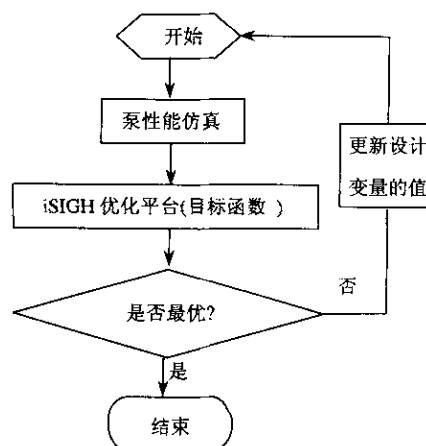 开始
泵性能仿真
iSIGH 优化平台(目标函数 )
是否最优?
否
更新设计
变量的值
是
结束